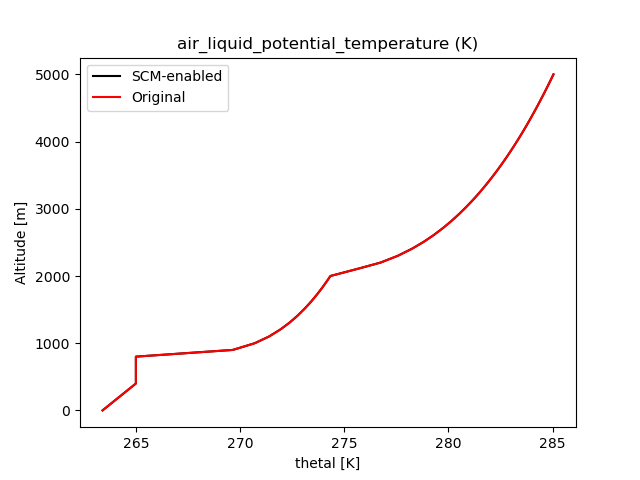 air_liquid_potential_temperature (K)
SCM-enabled
Original
5000
4000
3000
2000
1000
0
Altitude [m]
265
270
275
280
285
thetal [K]